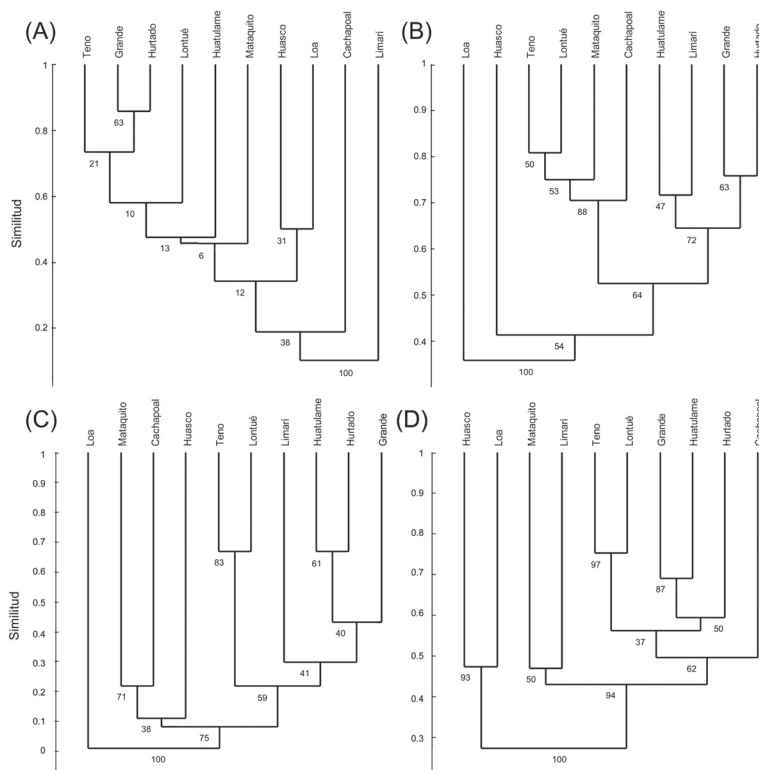 (A)
Teno
Grande
Hurtado
Lontué
Huatulame
Mataquito
Huasco
Loa
Cachapoal
Limarí
Similitud
1
0.8
0.6
0.4
0.2
63
21
10
13
6
31
12
38
100
(B)
Loa
Huasco
Teno
Lontué
Mataquito
Cachapoal
Huatulame
Limarí
Grande
Hurtado
1
0.9
0.8
0.7
0.6
0.5
0.4
50
53
88
47
63
72
64
54
100
(C)
Loa
Mataquito
Cachapoal
Huasco
Teno
Lontué
Limarí
Huatulame
Hurtado
Grande
Similitud
1
0.9
0.8
0.7
0.6
0.5
0.4
0.3
0.2
0.1
0
83
61
40
41
71
59
38
75
100
(D)
Huasco
Loa
Mataquito
Limarí
Teno
Lontué
Grande
Huatulame
Hurtado
Cachapoal
1
0.9
0.8
0.7
0.6
0.5
0.4
0.3
97
87
50
37
62
93
50
94
100